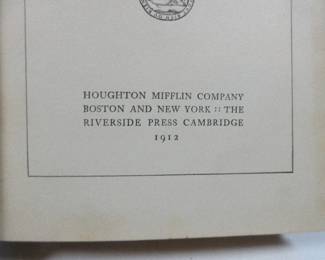 HOUGHTON MIFFLIN COMPANY
BOSTON AND NEW YORK :: THE
RIVERSIDE PRESS CAMBRIDGE
1912